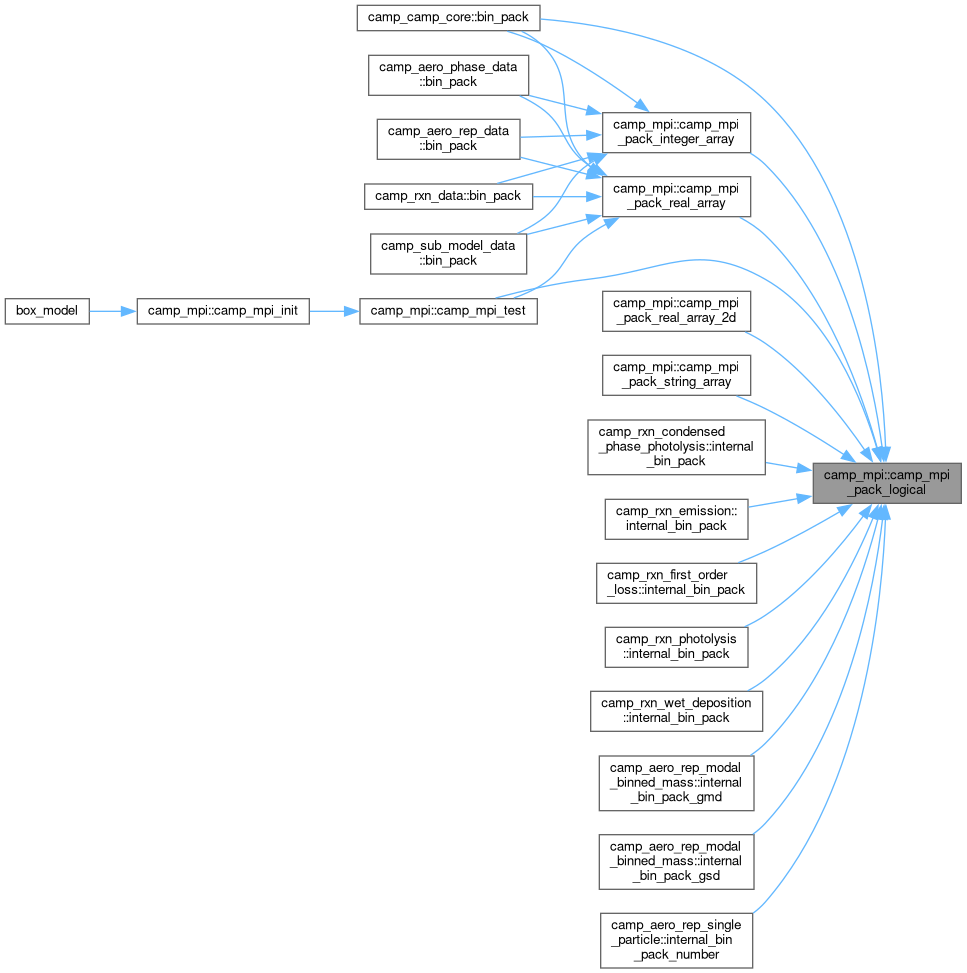 camp_camp_core::bin_pack
camp_aero_phase_data
::bin_pack
camp_aero_rep_data
::bin_pack
camp_rxn_data::bin_pack
camp_sub_model_data
::bin_pack
box_model
camp_mpi::camp_mpi_init
camp_mpi::camp_mpi_test
camp_mpi::camp_mpi
_pack_integer_array
camp_mpi::camp_mpi
_pack_real_array
camp_mpi::camp_mpi
_pack_real_array_2d
camp_mpi::camp_mpi
_pack_string_array
camp_rxn_condensed
_phase_photolysis::internal
_bin_pack
camp_rxn_emission::
internal_bin_pack
camp_rxn_first_order
_loss::internal_bin_pack
camp_rxn_photolysis
::internal_bin_pack
camp_rxn_wet_deposition
::internal_bin_pack
camp_aero_rep_modal
_binned_mass::internal
_bin_pack_gmd
camp_aero_rep_modal
_binned_mass::internal
_bin_pack_gsd
camp_aero_rep_single
_particle::internal_bin
_pack_number
camp_mpi::camp_mpi
_pack_logical